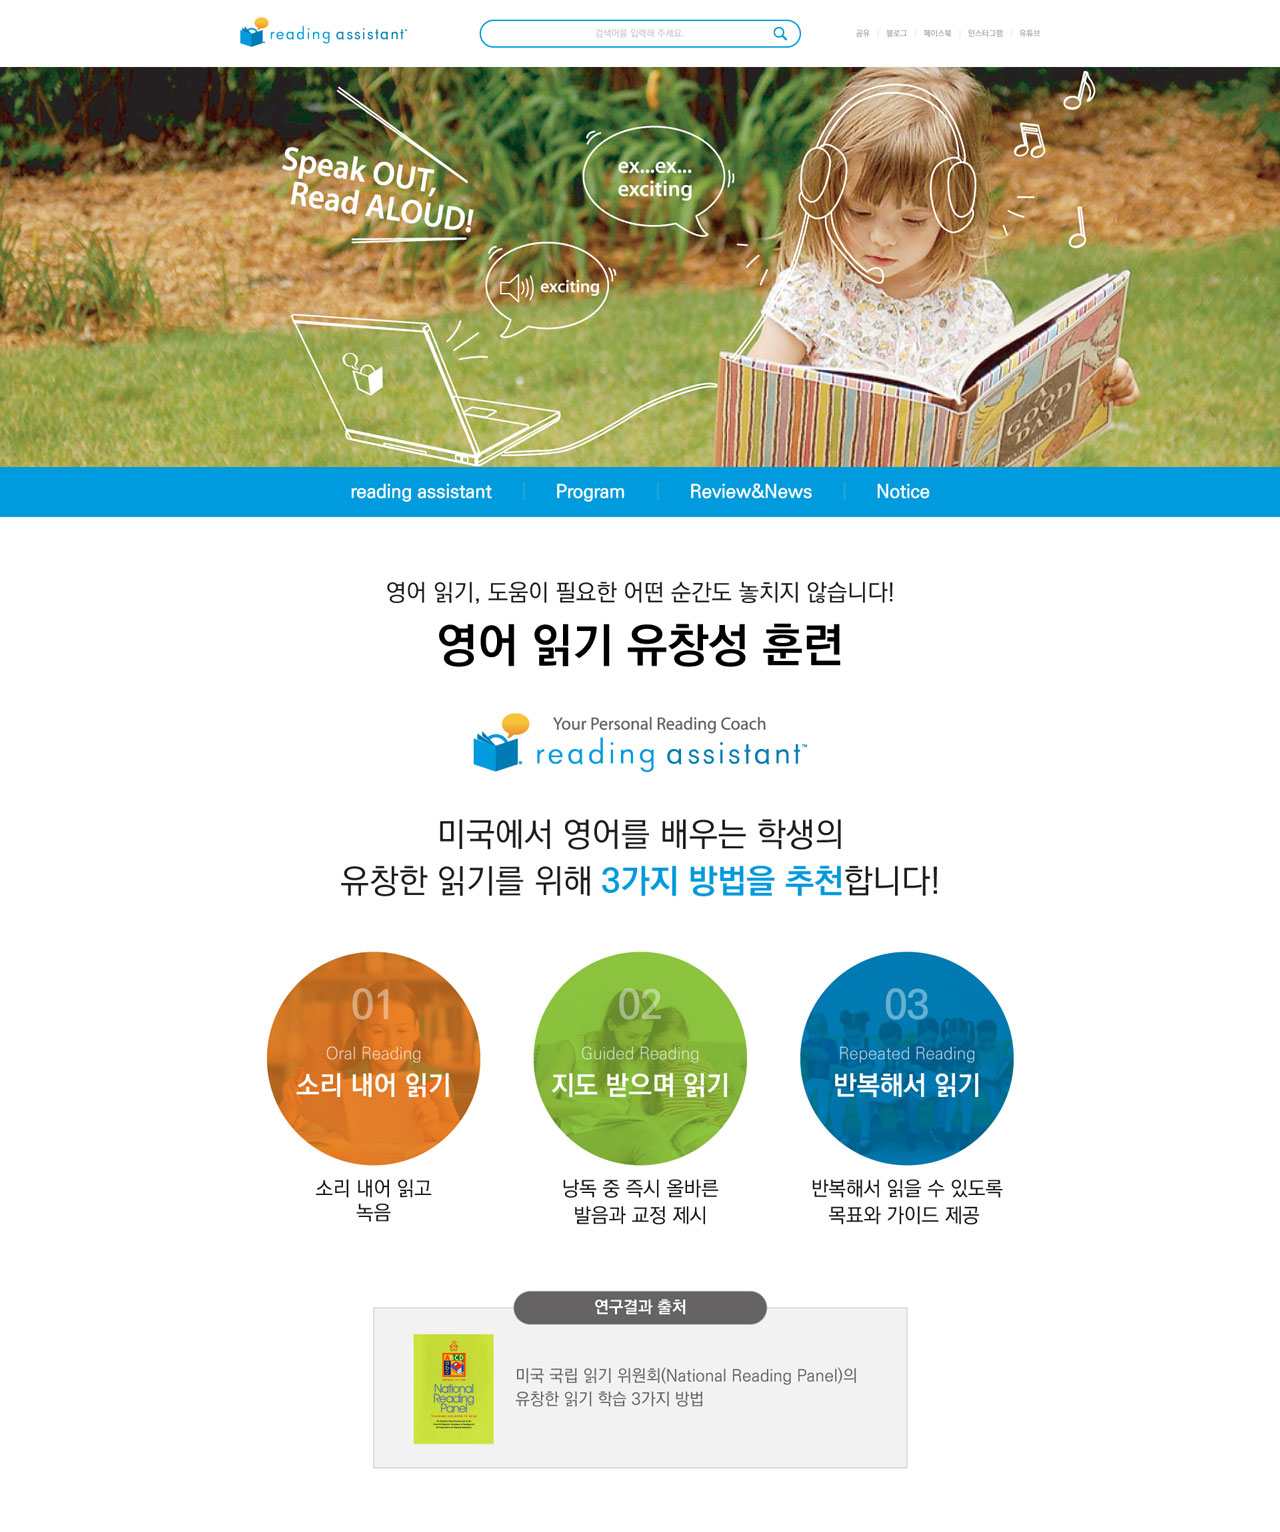 reading assistant™
검색어를 입력해 주세요.
공유
블로그
페이스북
인스타그램
유튜브
Speak OUT,
Read ALOUD!
ex...ex...
exciting
exciting
A
GOOD
DAY
reading assistant
Program
Review&News
Notice
영어 읽기, 도움이 필요한 어떤 순간도 놓치지 않습니다!
영어 읽기 유창성 훈련
Your Personal Reading Coach
reading assistant™
미국에서 영어를 배우는 학생의
유창한 읽기를 위해 3가지 방법을 추천합니다!
01
Oral Reading
소리 내어 읽기
소리 내어 읽고
녹음
02
Guided Reading
지도 받으며 읽기
낭독 중 즉시 올바른
발음과 교정 제시
03
Repeated Reading
반복해서 읽기
반복해서 읽을 수 있도록
목표와 가이드 제공
연구결과 출처
National
Reading
Panel
미국 국립 읽기 위원회(National Reading Panel)의
유창한 읽기 학습 3가지 방법